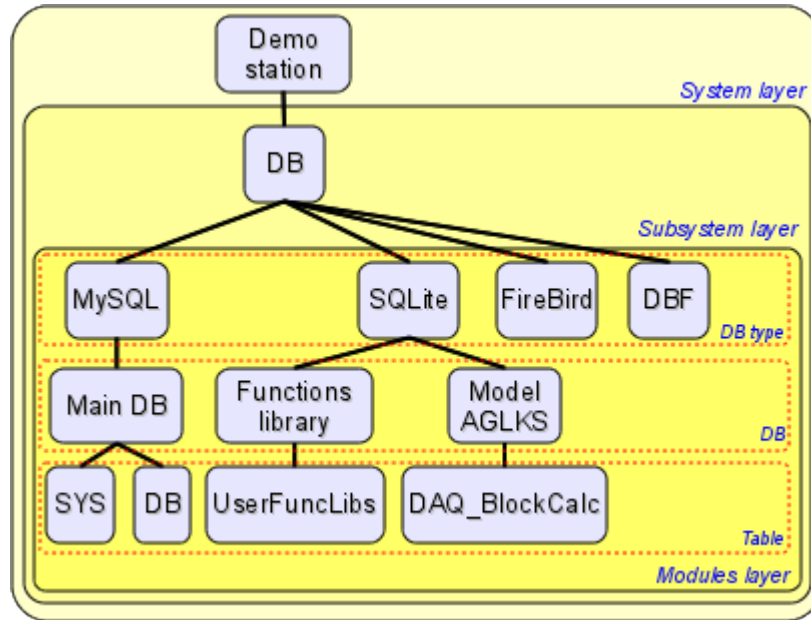 Demo
station
System layer
DB
Subsystem layer
MySQL
SQLite
FireBird
DBF
DB type
Main DB
Functions
library
Model
AGLKS
DB
SYS
DB
UserFuncLibs
DAQ_BlockCalc
Table
Modules layer